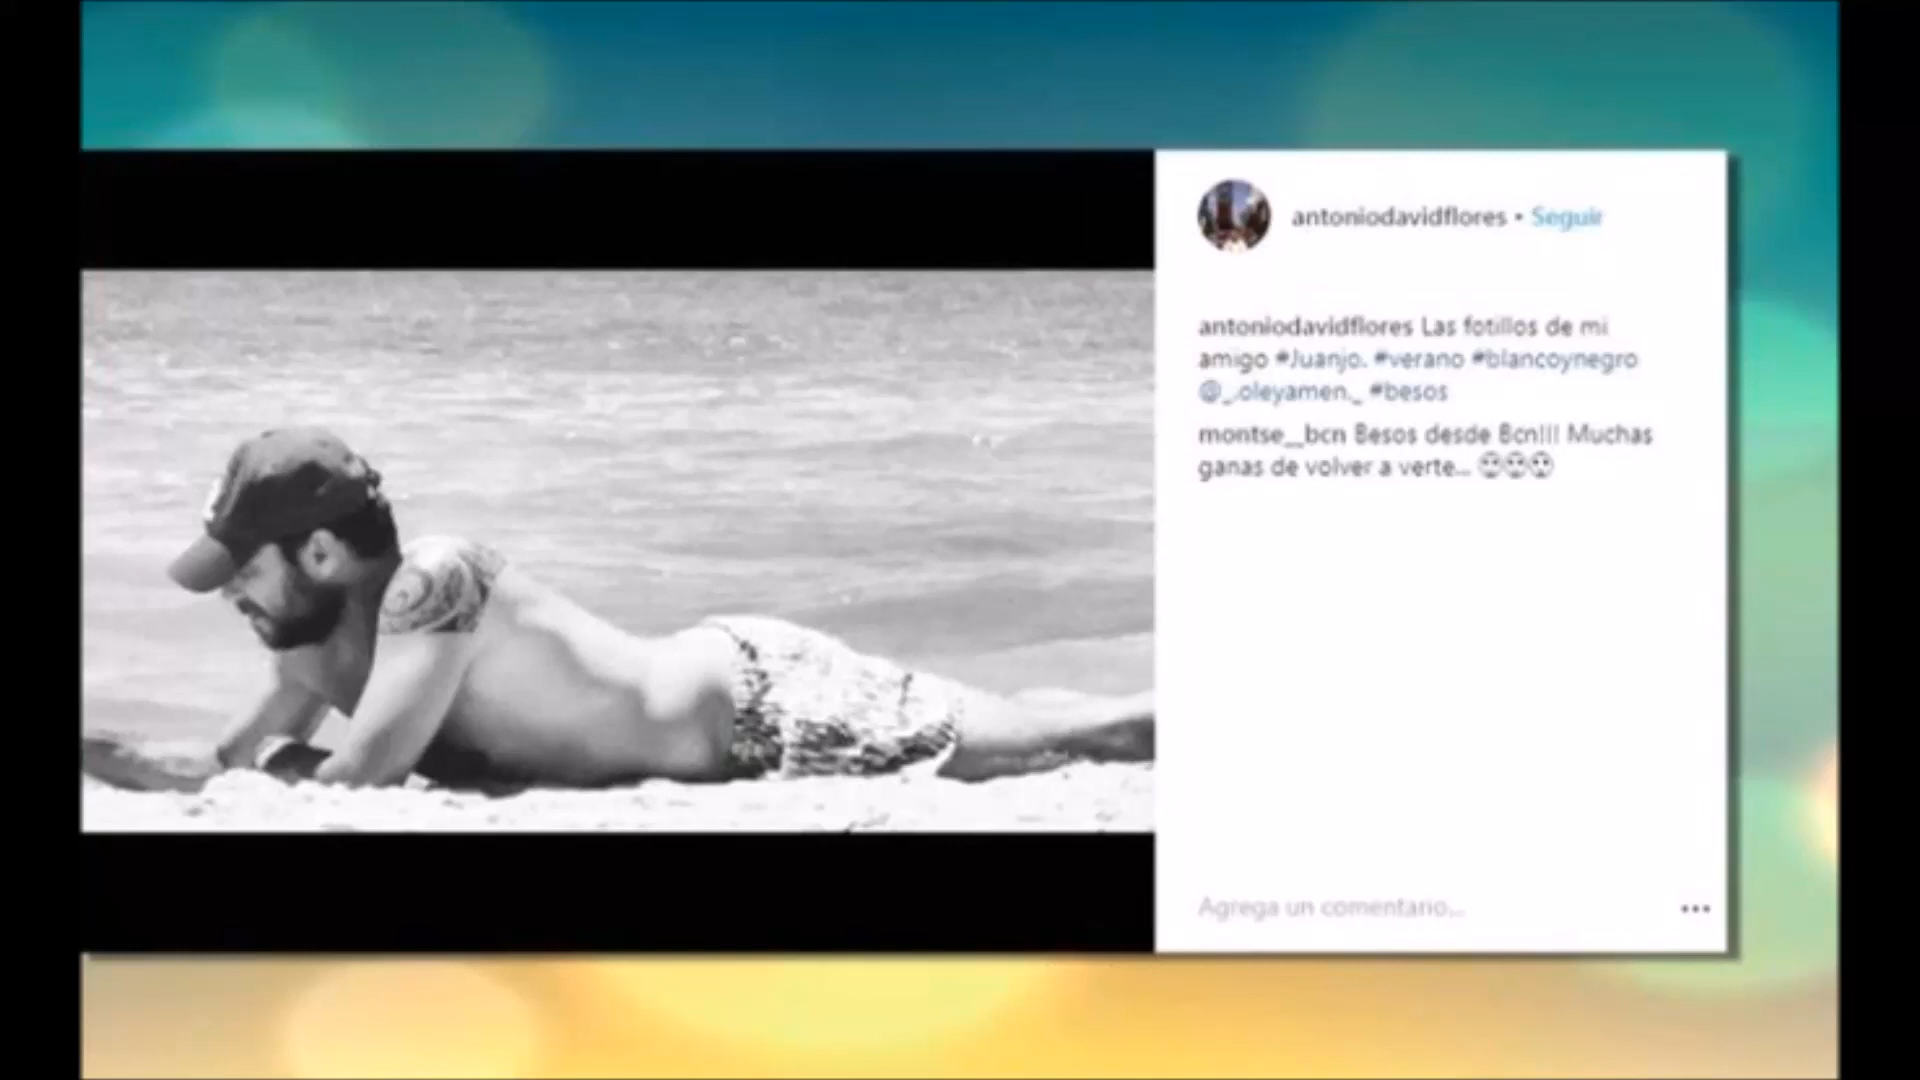 antoniodavidflores • Seguir
antoniodavidflores Las fotillos de mi
amigo #Juanjo. #verano #blancoynegro
@_.oleyamen._ #besos
montse__bcn Besos desde Bcn!!! Muchas
ganas de volver a verte...
Agrega un comentario...